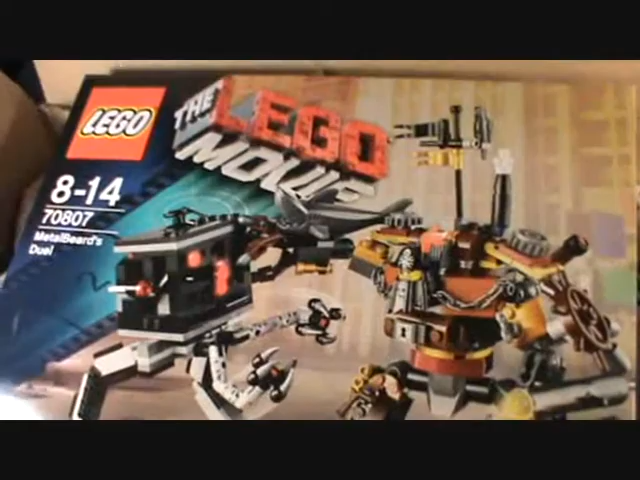 LEGO
THE LEGO
MOVIE
8-14
70807
MetalBeard's
Duel